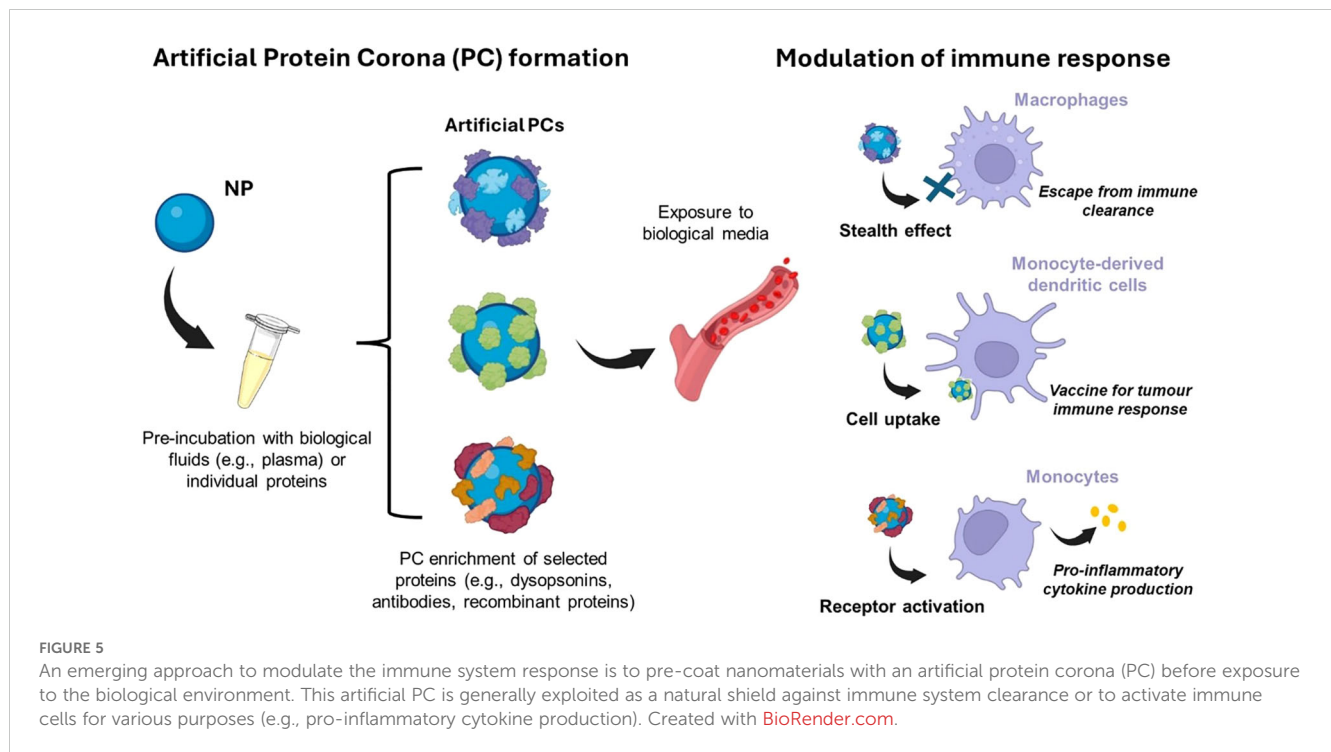 Artificial Protein Corona (PC) formation
NP
Pre-incubation with biological
fluids (e.g., plasma) or
individual proteins
Artificial PCs
PC enrichment of selected
proteins (e.g., dysopsonins,
antibodies, recombinant proteins)
Exposure to
biological media
Modulation of immune response
Macrophages
Escape from immune
clearance
Stealth effect
Monocyte-derived
dendritic cells
Vaccine for tumour
immune response
Cell uptake
Monocytes
Pro-inflammatory
cytokine production
Receptor activation
FIGURE 5
An emerging approach to modulate the immune system response is to pre-coat nanomaterials with an artificial protein corona (PC) before exposure
to the biological environment. This artificial PC is generally exploited as a natural shield against immune system clearance or to activate immune
cells for various purposes (e.g., pro-inflammatory cytokine production). Created with BioRender.com.